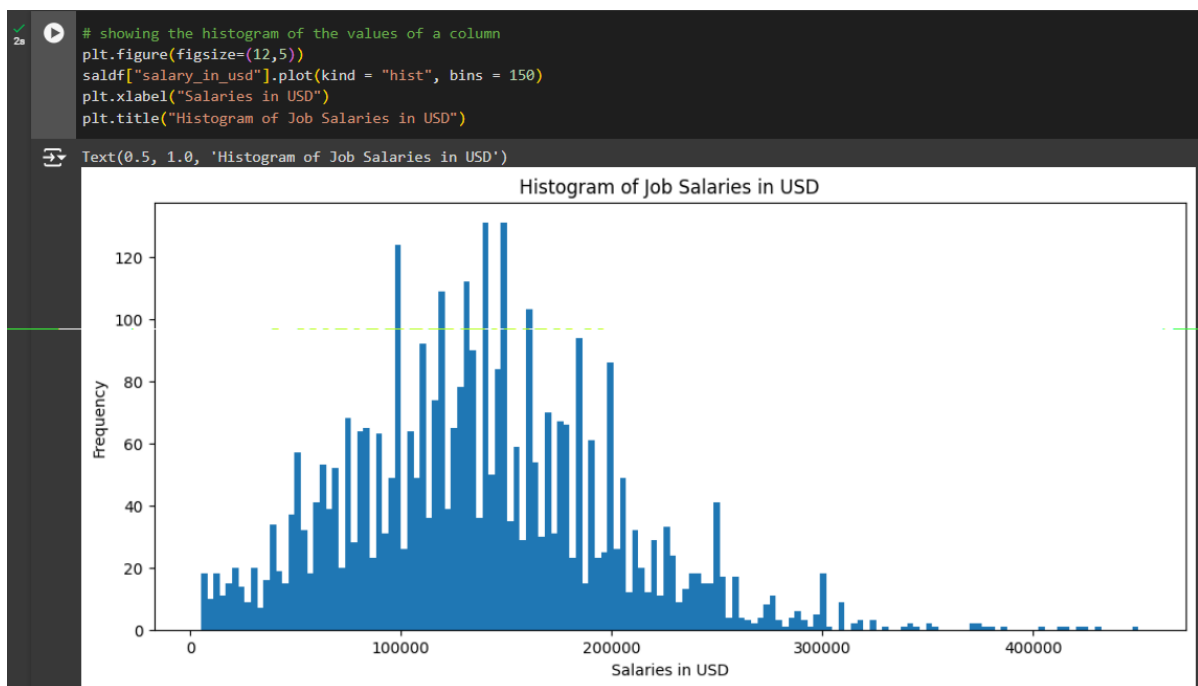 2s
# showing the histogram of the values of a column
plt.figure(figsize=(12,5))
saldf["salary_in_usd"].plot(kind = "hist", bins = 150)
plt.xlabel("Salaries in USD")
plt.title("Histogram of Job Salaries in USD")
Text(0.5, 1.0, 'Histogram of Job Salaries in USD')
Histogram of Job Salaries in USD
120
100
80
60
40
20
0
Frequency
0 100000 200000 300000 400000
Salaries in USD